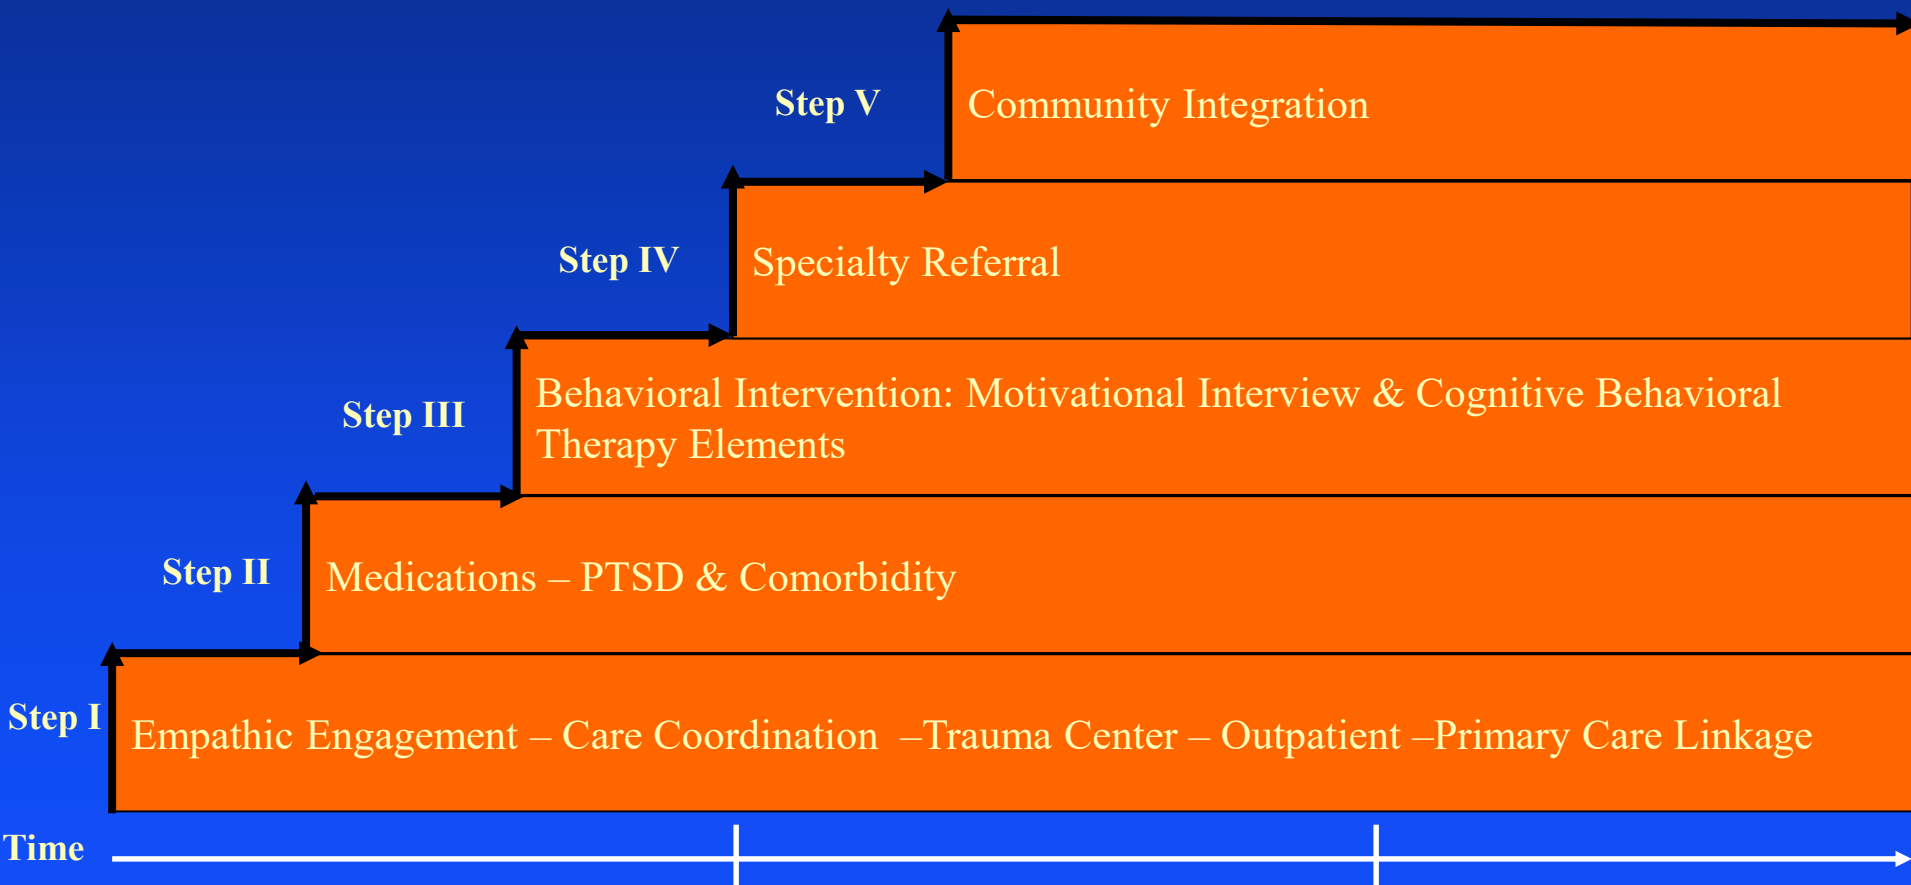 Step V
Community Integration
Step IV
Specialty Referral
Step III
Behavioral Intervention: Motivational Interview & Cognitive Behavioral
Therapy Elements
Step II
Medications – PTSD & Comorbidity
Step I
Empathic Engagement – Care Coordination –Trauma Center – Outpatient –Primary Care Linkage
Time